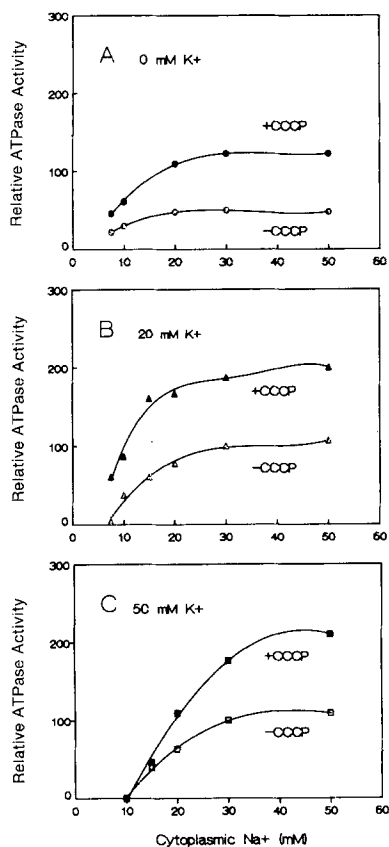 300
A 0 mM K+
200
+CCCP
100
-CCCP
0
0 10 20 30 40 50 60
Relative ATPase Activity
300
B 20 mM K+
200
+CCCP
100
-CCCP
0
0 10 20 30 40 50 60
Relative ATPase Activity
300
C 50 mM K+
200
+CCCP
100
-CCCP
0
0 10 20 30 40 50 60
Relative ATPase Activity
Cytoplasmic Na+ (mM)